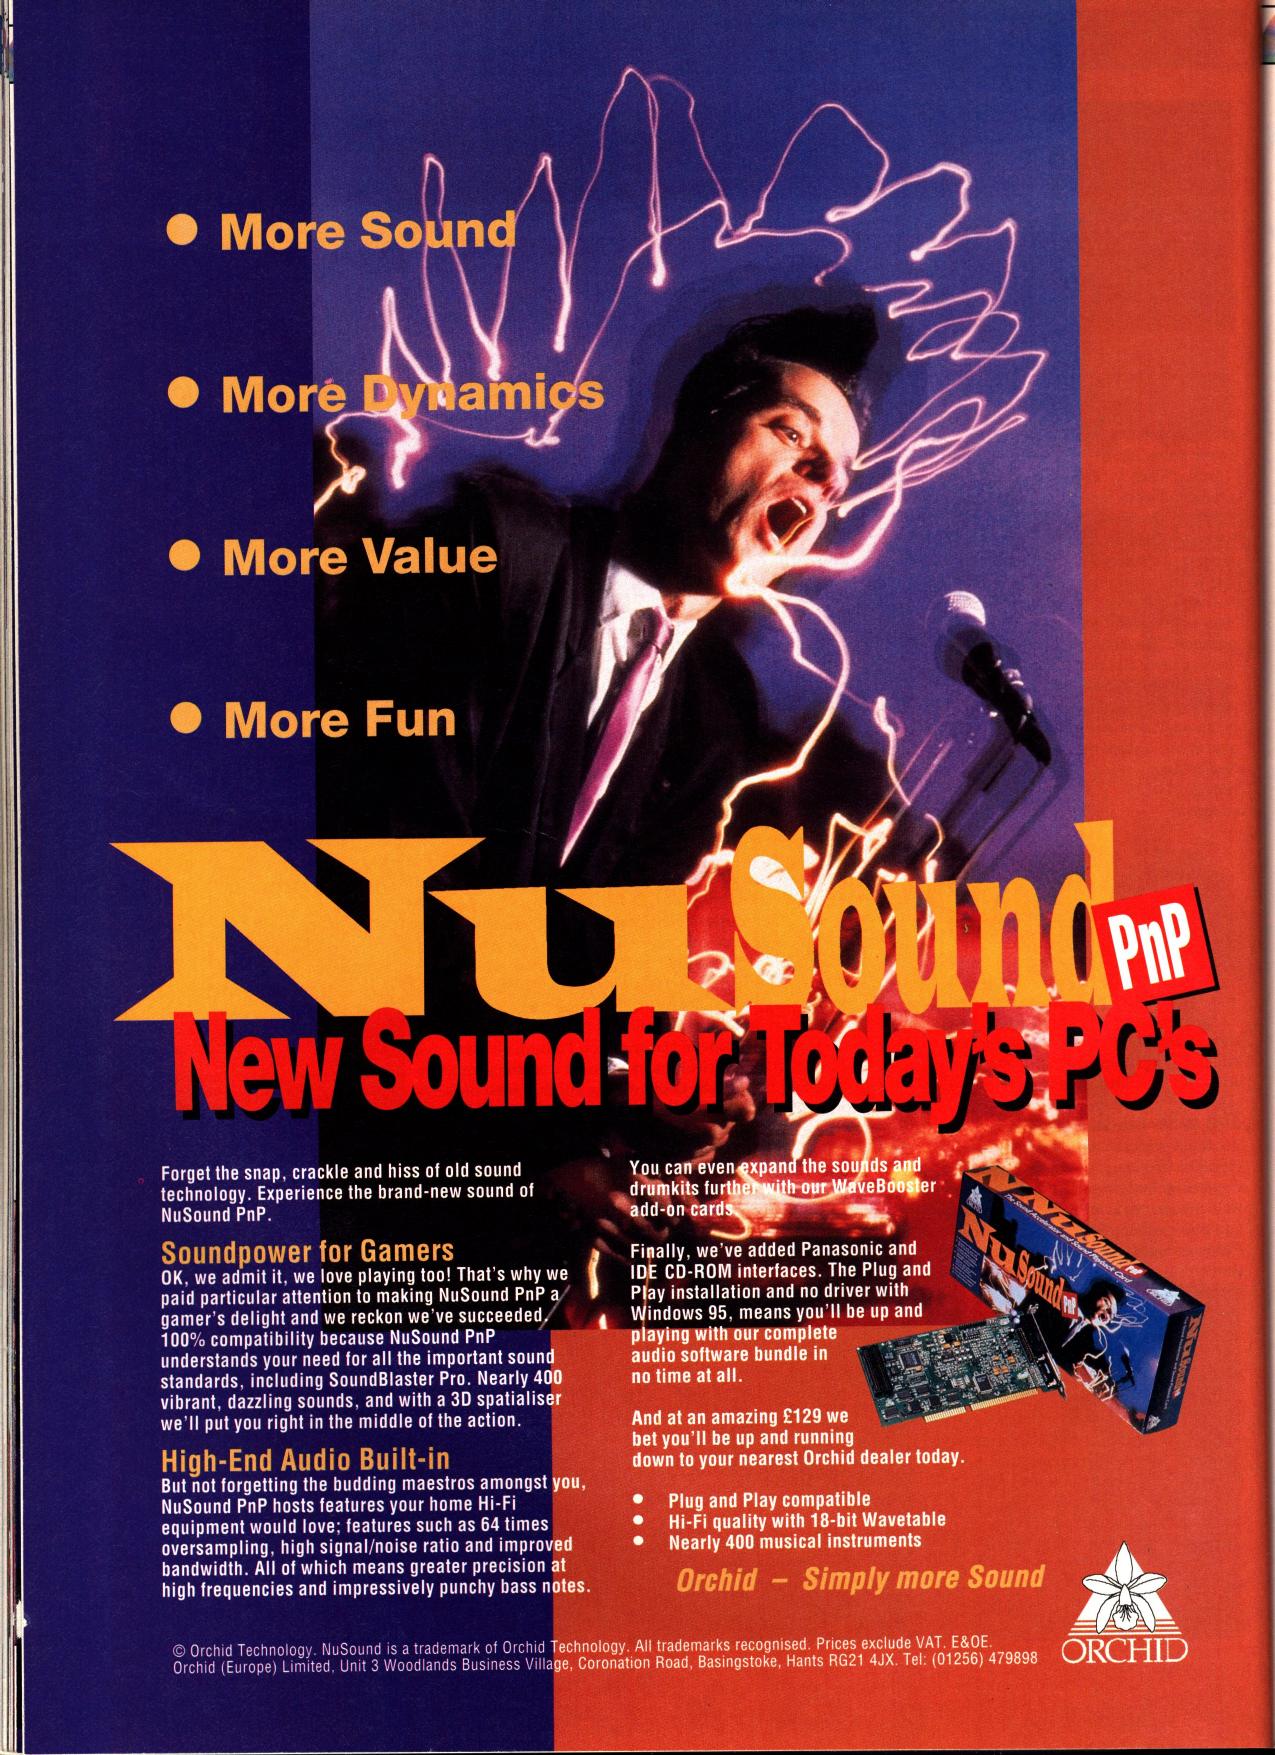 ● More Sound
● More Dynamics
● More Value
● More Fun
NuSound PnP
New Sound for Today's PC's
Forget the snap, crackle and hiss of old sound
technology. Experience the brand-new sound of
NuSound PnP.
Soundpower for Gamers
OK, we admit it, we love playing too! That's why we
paid particular attention to making NuSound PnP a
gamer's delight and we reckon we've succeeded.
100% compatibility because NuSound PnP
understands your need for all the important sound
standards, including SoundBlaster Pro. Nearly 400
vibrant, dazzling sounds, and with a 3D spatialiser
we'll put you right in the middle of the action.
High-End Audio Built-in
But not forgetting the budding maestros amongst you,
NuSound PnP hosts features your home Hi-Fi
equipment would love; features such as 64 times
oversampling, high signal/noise ratio and improved
bandwidth. All of which means greater precision at
high frequencies and impressively punchy bass notes.
You can even expand the sounds and
drumkits further with our WaveBooster
add-on cards.
Finally, we've added Panasonic and
IDE CD-ROM interfaces. The Plug and
Play installation and no driver with
Windows 95, means you'll be up and
playing with our complete
audio software bundle in
no time at all.
And at an amazing £129 we
bet you'll be up and running
down to your nearest Orchid dealer today.
● Plug and Play compatible
● Hi-Fi quality with 18-bit Wavetable
● Nearly 400 musical instruments
Orchid – Simply more Sound
NuSound
NuSound PnP
NuSound
ORCHID
© Orchid Technology. NuSound is a trademark of Orchid Technology. All trademarks recognised. Prices exclude VAT. E&OE.
Orchid (Europe) Limited, Unit 3 Woodlands Business Village, Coronation Road, Basingstoke, Hants RG21 4JX. Tel: (01256) 479898